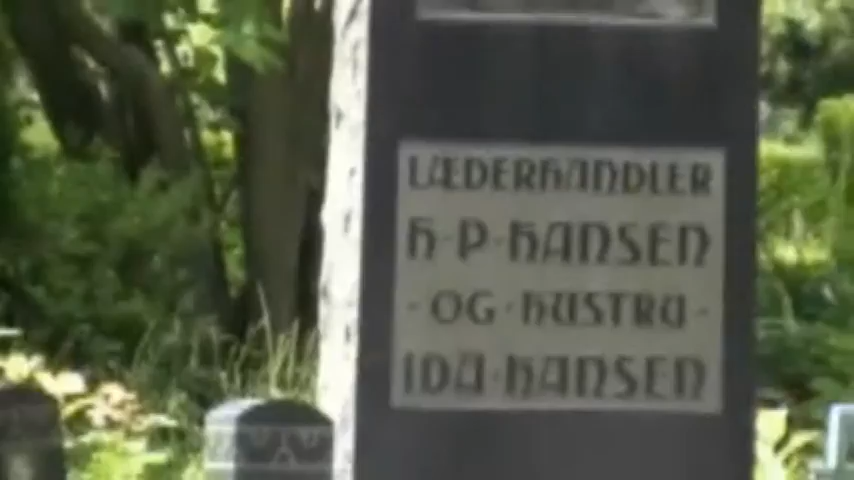 LÆDERHANDLER
H·P·HANSEN
·OG·HUSTRU·
IDA·HANSEN